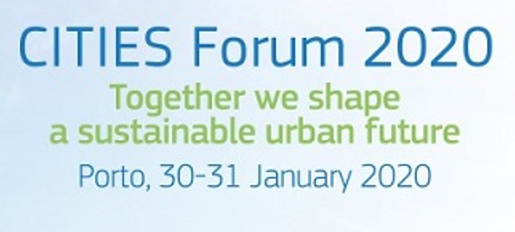 CITIES Forum 2020
Together we shape
a sustainable urban future
Porto, 30-31 January 2020